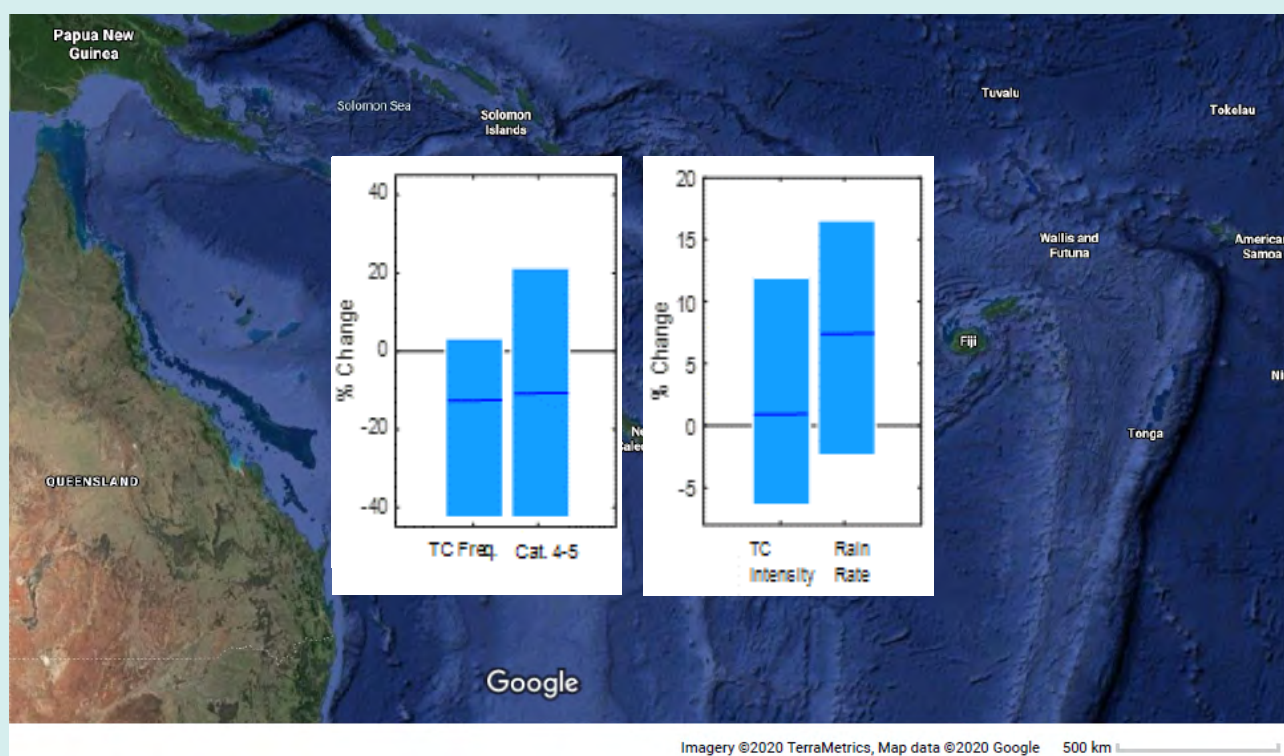 Papua New
Guinea
Solomon Sea
Solomon
Islands
Tuvalu
Tokelau
Wallis and
Futuna
American
Samoa
Fiji
Tonga
QUEENSLAND
% Change
40
20
0
-20
-40
TC Freq.
Cat. 4-5
% Change
20
15
10
5
0
-5
TC
Intensity
Rain
Rate
Google
Imagery ©2020 TerraMetrics, Map data ©2020 Google 500 km